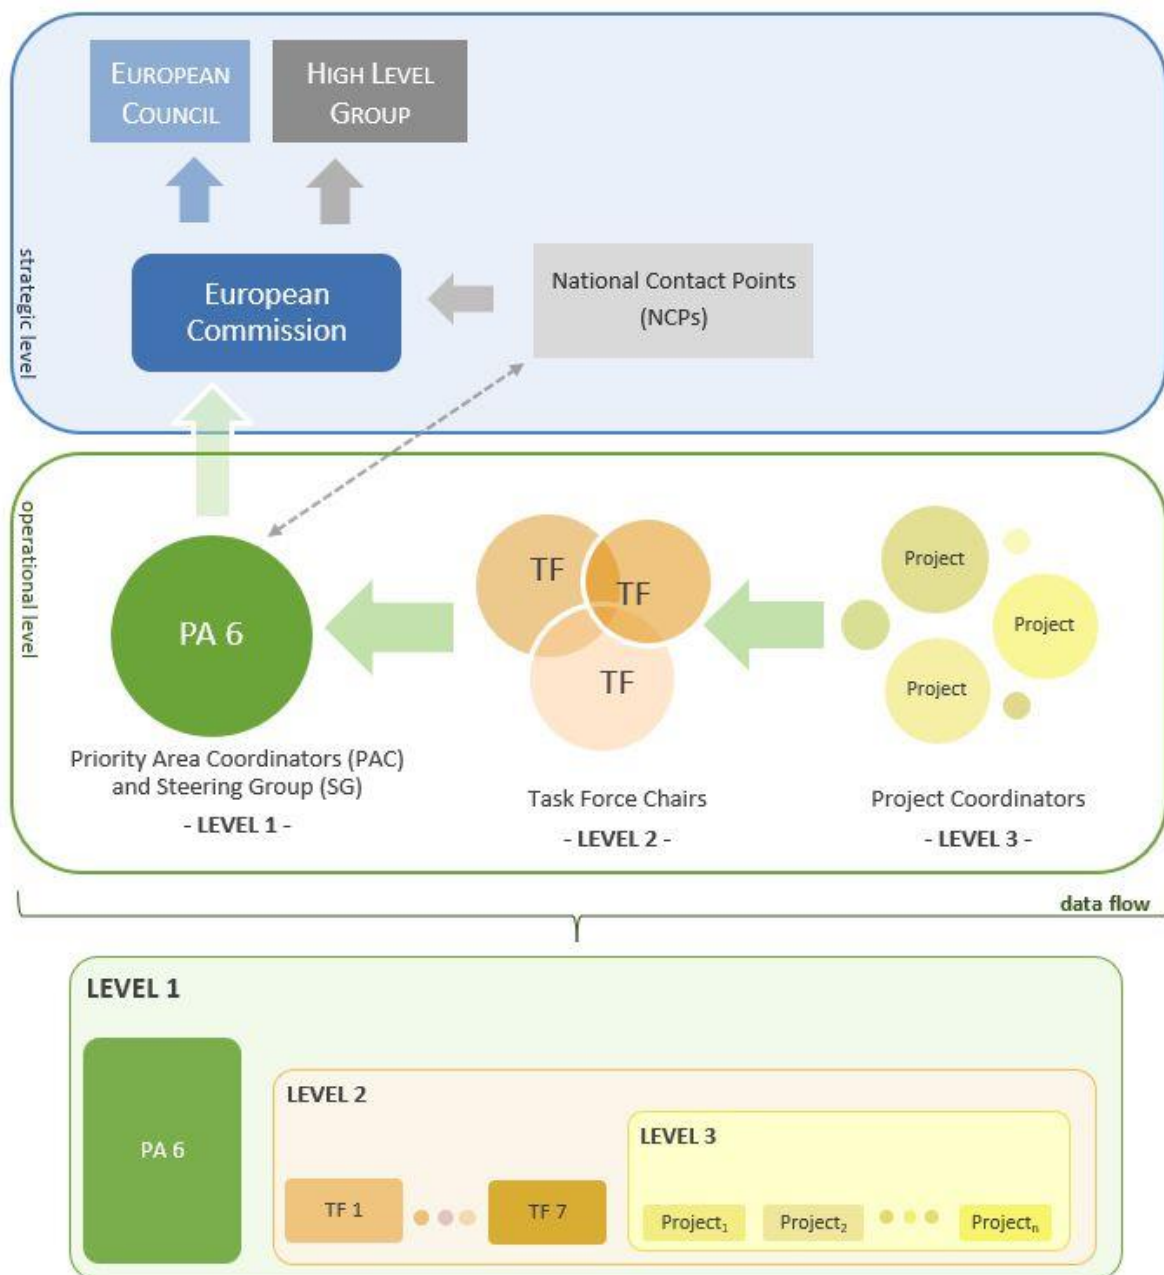 EUROPEAN
COUNCIL
HIGH LEVEL
GROUP
strategic level
European
Commission
National Contact Points
(NCPs)
operational level
PA 6
TF
TF
TF
Project
Project
Project
Priority Area Coordinators (PAC)
and Steering Group (SG)
- LEVEL 1 -
Task Force Chairs
- LEVEL 2 -
Project Coordinators
- LEVEL 3 -
data flow
LEVEL 1
PA 6
LEVEL 2
TF 1
TF 7
LEVEL 3
Project1
Project2
Projectn